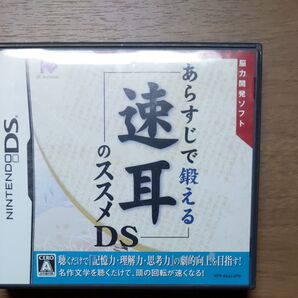 脳力開発ソフト
あらすじで鍛える
速耳
のススメDS
NINTENDO DS
CERO
A
聴くだけで「記憶力・理解力・思考力」の劇的向上を目指す!
名作文学を聴くだけで、頭の回転が速くなる!